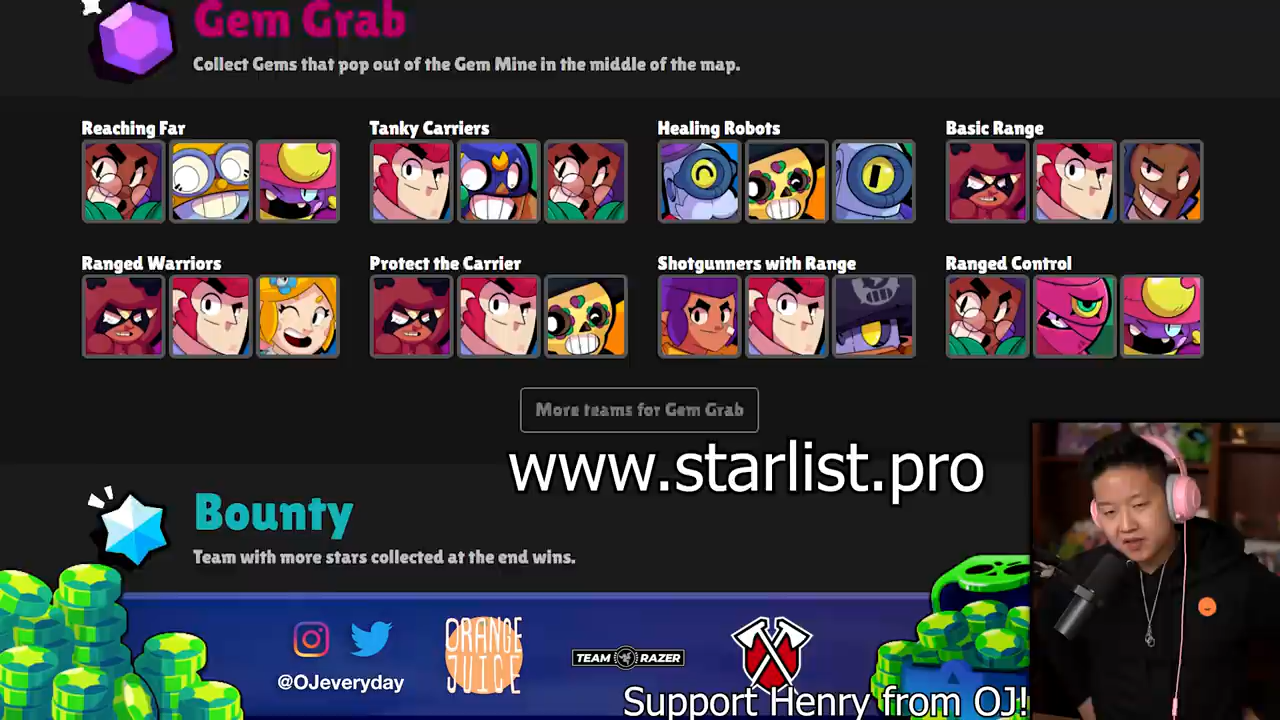 Gem Grab
Collect Gems that pop out of the Gem Mine in the middle of the map.
Reaching Far
Tanky Carriers
Healing Robots
Basic Range
Ranged Warriors
Protect the Carrier
Shotgunners with Range
Ranged Control
More teams for Gem Grab
www.starlist.pro
Bounty
Team with more stars collected at the end wins.
@OJeveryday
ORANGE
JUICE
TEAM RAZER
Support Henry from OJ!